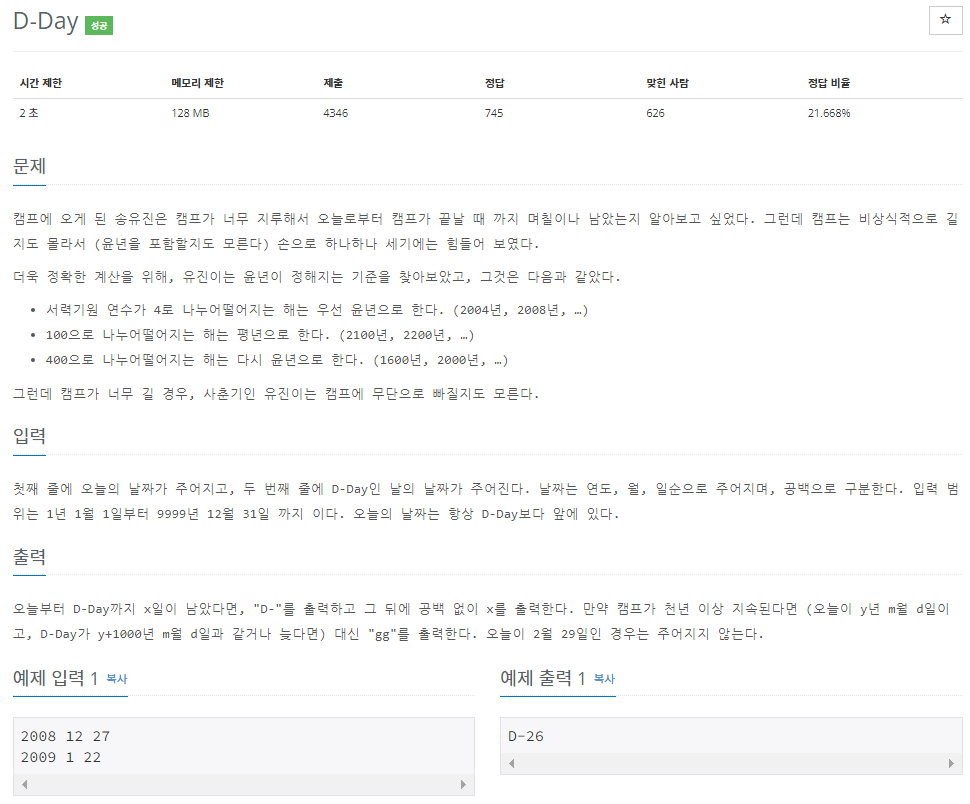 D-Day 성공
☆
시간 제한 메모리 제한 제출 정답 맞힌 사람 정답 비율
2 초 128 MB 4346 745 626 21.668%
문제
캠프에 오게 된 송유진은 캠프가 너무 지루해서 오늘로부터 캠프가 끝날 때 까지 며칠이나 남았는지 알아보고 싶었다. 그런데 캠프는 비상식적으로 길
지도 몰라서 (윤년을 포함할지도 모른다) 손으로 하나하나 세기에는 힘들어 보였다.
더욱 정확한 계산을 위해, 유진이는 윤년이 정해지는 기준을 찾아보았고, 그것은 다음과 같았다.
• 서력기원 연수가 4로 나누어떨어지는 해는 우선 윤년으로 한다. (2004년, 2008년, …)
• 100으로 나누어떨어지는 해는 평년으로 한다. (2100년, 2200년, …)
• 400으로 나누어떨어지는 해는 다시 윤년으로 한다. (1600년, 2000년, …)
그런데 캠프가 너무 길 경우, 사춘기인 유진이는 캠프에 무단으로 빠질지도 모른다.
입력
첫째 줄에 오늘의 날짜가 주어지고, 두 번째 줄에 D-Day인 날의 날짜가 주어진다. 날짜는 연도, 월, 일순으로 주어지며, 공백으로 구분한다. 입력 범
위는 1년 1월 1일부터 9999년 12월 31일 까지 이다. 오늘의 날짜는 항상 D-Day보다 앞에 있다.
출력
오늘부터 D-Day까지 x일이 남았다면, "D-"를 출력하고 그 뒤에 공백 없이 x를 출력한다. 만약 캠프가 천년 이상 지속된다면 (오늘이 y년 m월 d일이
고, D-Day가 y+1000년 m월 d일과 같거나 늦다면) 대신 "gg"를 출력한다. 오늘이 2월 29일인 경우는 주어지지 않는다.
예제 입력 1 복사
2008 12 27
2009 1 22
예제 출력 1 복사
D-26